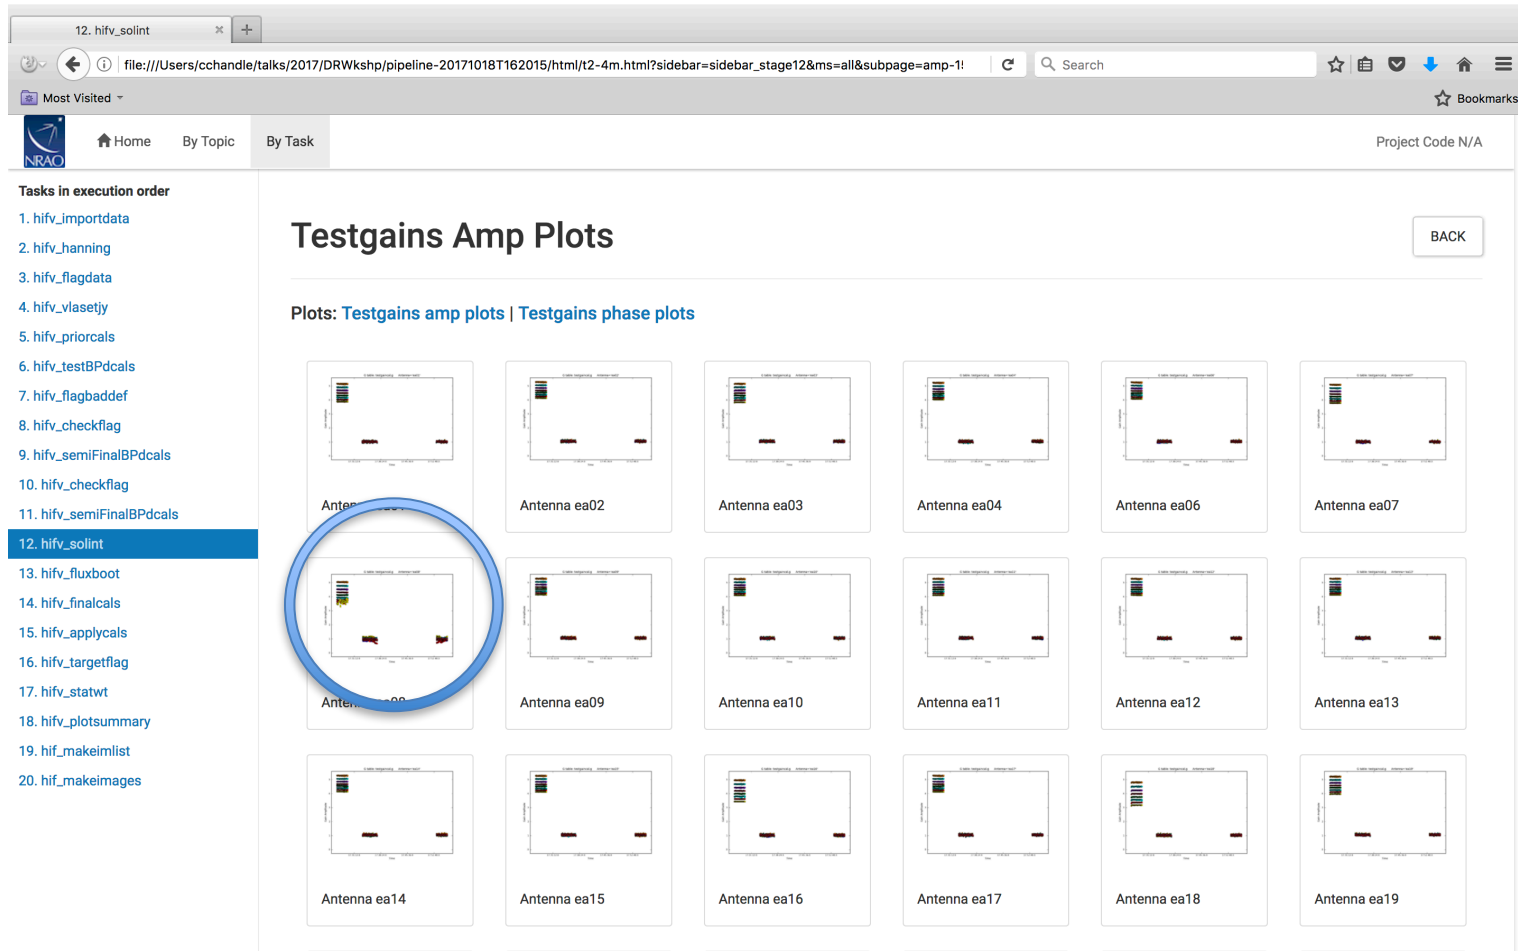 12. hifv_solint
file:///Users/cchandle/talks/2017/DRWkshp/pipeline-20171018T162015/html/t2-4m.html?sidebar=sidebar_stage12&ms=all&subpage=amp-1
Search
Most Visited
Bookmarks
NRAO
Home
By Topic
By Task
Project Code N/A
Tasks in execution order
1. hifv_importdata
2. hifv_hanning
3. hifv_flagdata
4. hifv_vlasetjy
5. hifv_priorcals
6. hifv_testBPdcals
7. hifv_flagbaddef
8. hifv_checkflag
9. hifv_semiFinalBPdcals
10. hifv_checkflag
11. hifv_semiFinalBPdcals
12. hifv_solint
13. hifv_fluxboot
14. hifv_finalcals
15. hifv_applycals
16. hifv_targetflag
17. hifv_statwt
18. hifv_plotsummary
19. hif_makeimlist
20. hif_makeimages
Testgains Amp Plots
BACK
Plots: Testgains amp plots | Testgains phase plots
Antenna ea02
Antenna ea03
Antenna ea04
Antenna ea06
Antenna ea07
Antenna ea09
Antenna ea10
Antenna ea11
Antenna ea12
Antenna ea13
Antenna ea14
Antenna ea15
Antenna ea16
Antenna ea17
Antenna ea18
Antenna ea19